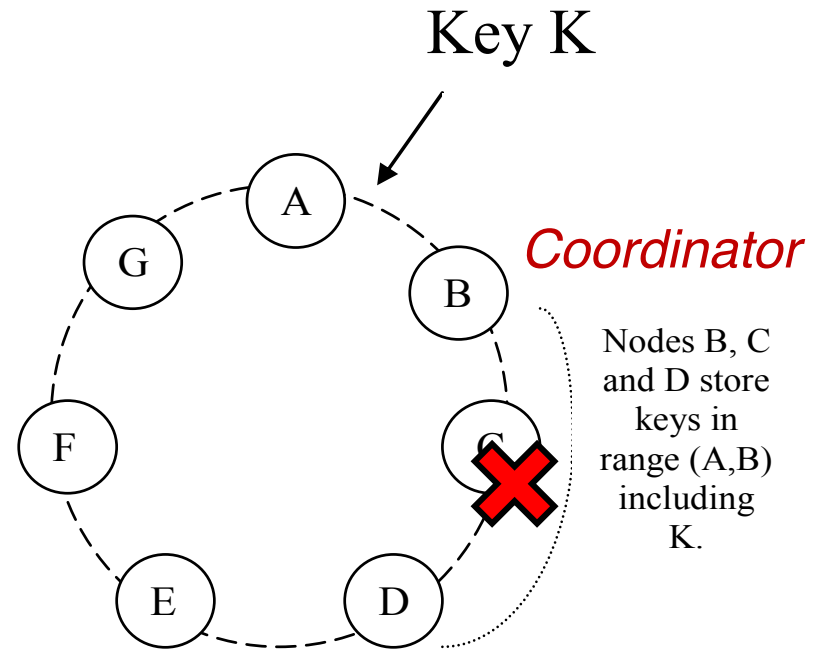 Key K
A
G
Coordinator
B
Nodes B, C
and D store
keys in
range (A,B)
including
K.
F
C
E
D